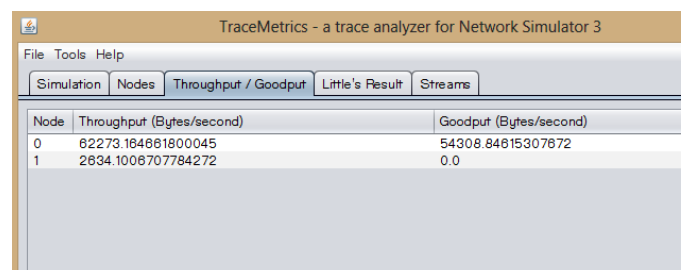 TraceMetrics - a trace analyzer for Network Simulator 3
File Tools Help
Simulation Nodes Throughput / Goodput Little's Result Streams
Node Throughput (Bytes/second) Goodput (Bytes/second)
0 62273.164661800045 54308.84615307672
1 2634.1006707784272 0.0